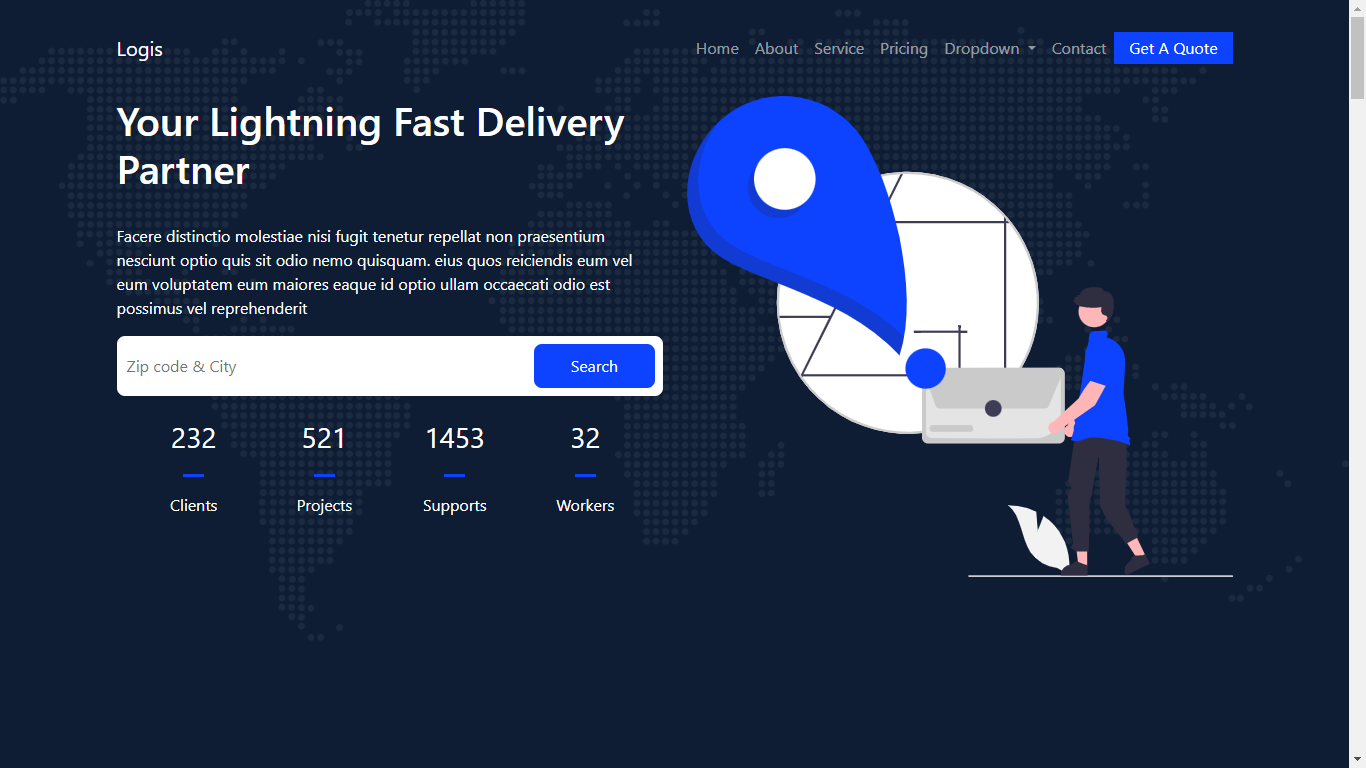 Logis
Home About Service Pricing Dropdown Contact Get A Quote
Your Lightning Fast Delivery
Partner
Facere distinctio molestiae nisi fugit tenetur repellat non praesentium
nesciunt optio quis sit odio nemo quisquam. eius quos reiciendis eum vel
eum voluptatem eum maiores eaque id optio ullam occaecati odio est
possimus vel reprehenderit
Zip code & City Search
232 521 1453 32
Clients Projects Supports Workers